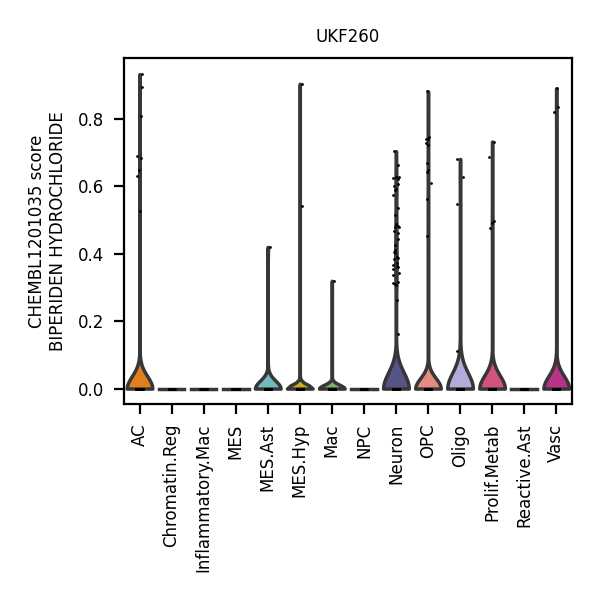 UKF260
CHEMBL1201035 score
BIPERIDEN HYDROCHLORIDE
0.8
0.6
0.4
0.2
0.0
AC
Chromatin.Reg
Inflammatory.Mac
MES
MES.Ast
MES.Hyp
Mac
NPC
Neuron
OPC
Oligo
Prolif.Metab
Reactive.Ast
Vasc